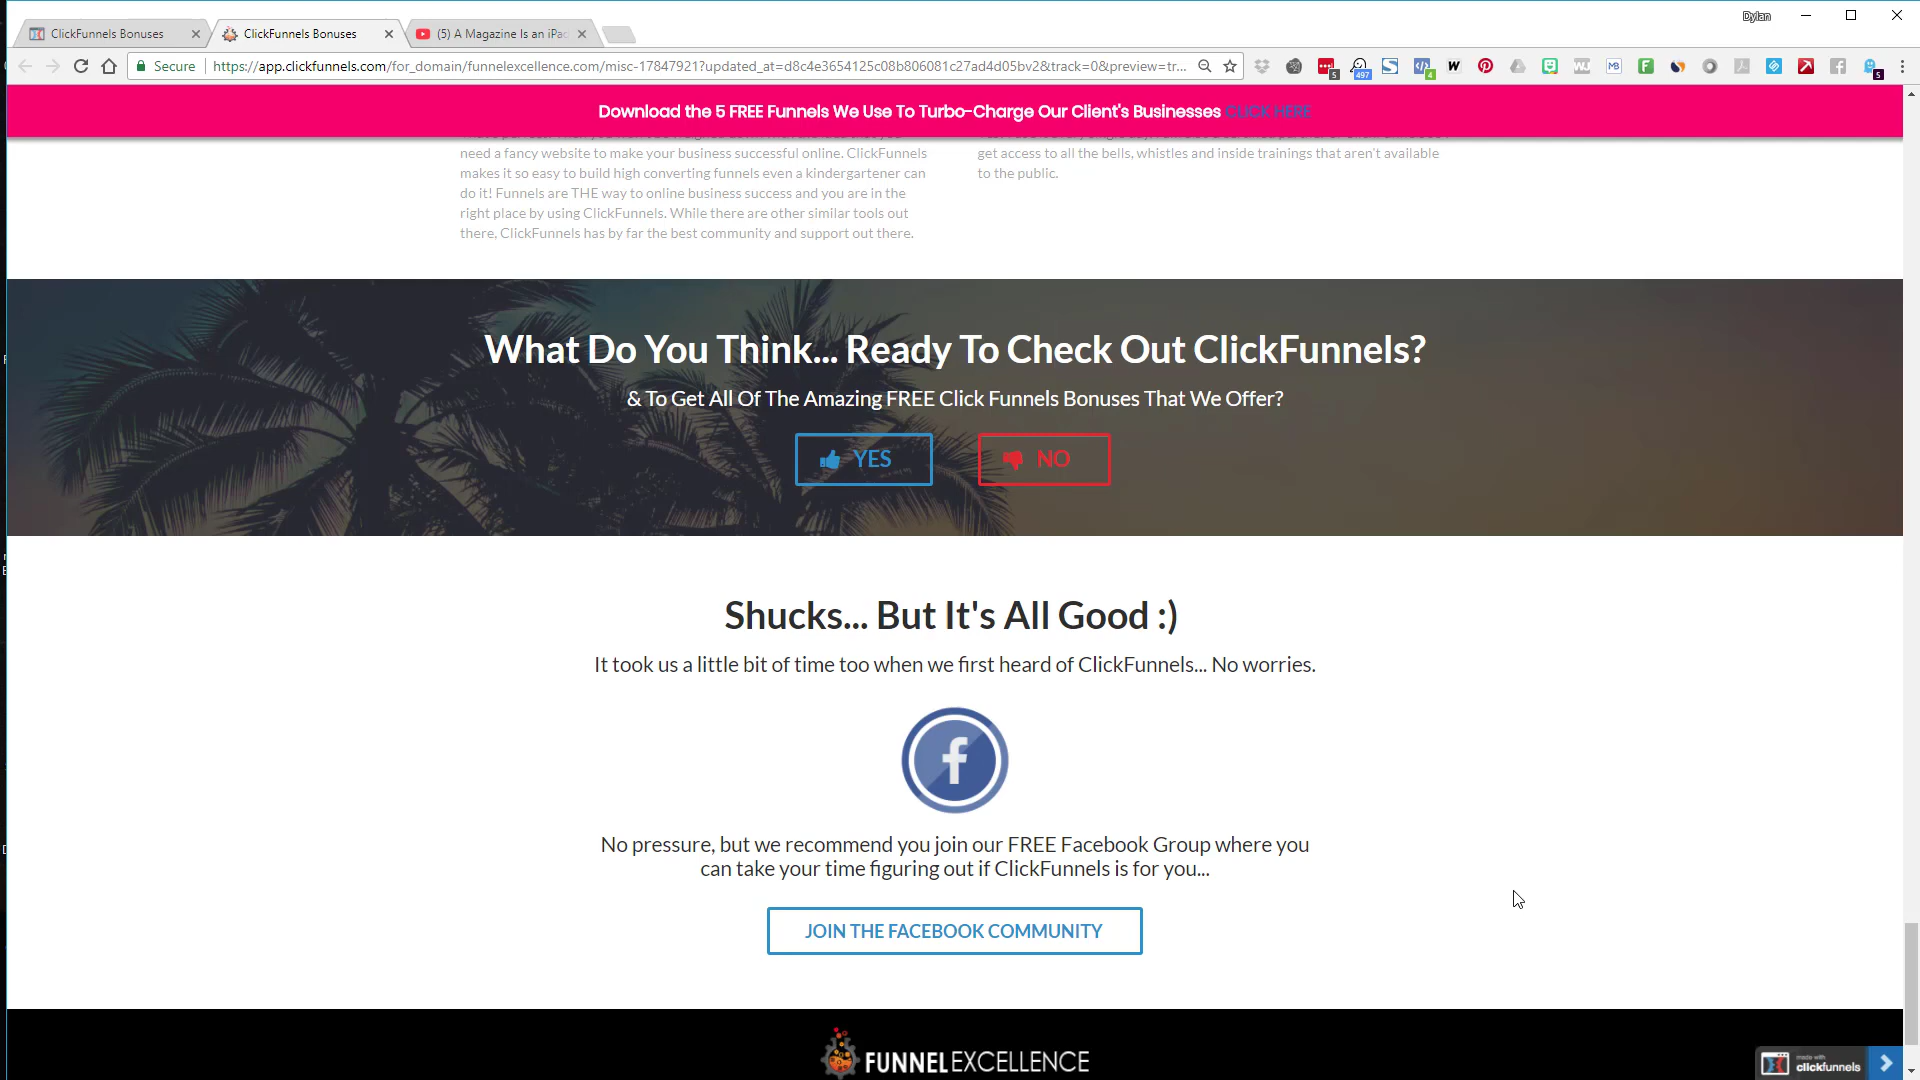 Dylan
ClickFunnels Bonuses
ClickFunnels Bonuses
(5) A Magazine Is an iPad
Secure
https://app.clickfunnels.com/for_domain/funnelexcellence.com/misc-17847921?updated_at=d8c4e3654125c08b806081c27ad4d05bv2&track=0&preview=tr...
Download the 5 FREE Funnels We Use To Turbo-Charge Our Client's Businesses CLICK HERE
need a fancy website to make your business successful online. ClickFunnels
makes it so easy to build high converting funnels even a kindergartener can
do it! Funnels are THE way to online business success and you are in the
right place by using ClickFunnels. While there are other similar tools out
there, ClickFunnels has by far the best community and support out there.
get access to all the bells, whistles and inside trainings that aren't available
to the public.
What Do You Think... Ready To Check Out ClickFunnels?
& To Get All Of The Amazing FREE Click Funnels Bonuses That We Offer?
YES
NO
Shucks... But It's All Good :)
It took us a little bit of time too when we first heard of ClickFunnels... No worries.
No pressure, but we recommend you join our FREE Facebook Group where you
can take your time figuring out if ClickFunnels is for you...
JOIN THE FACEBOOK COMMUNITY
FUNNELEXCELLENCE
made with
clickfunnels